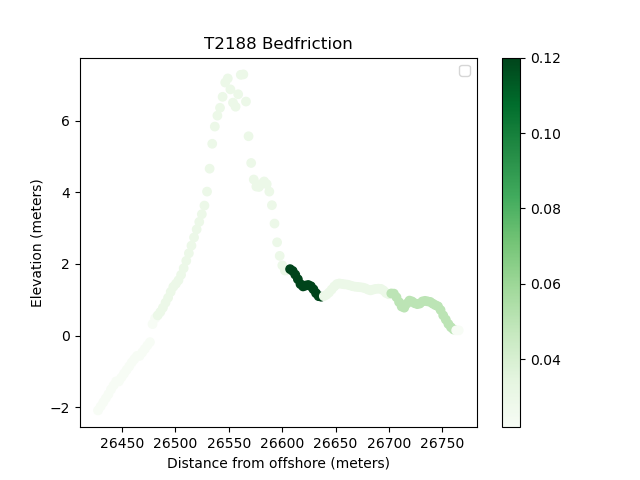 T2188 Bedfriction
Elevation (meters)
6
4
2
0
−2
26450 26500 26550 26600 26650 26700 26750
Distance from offshore (meters)
0.12
0.10
0.08
0.06
0.04